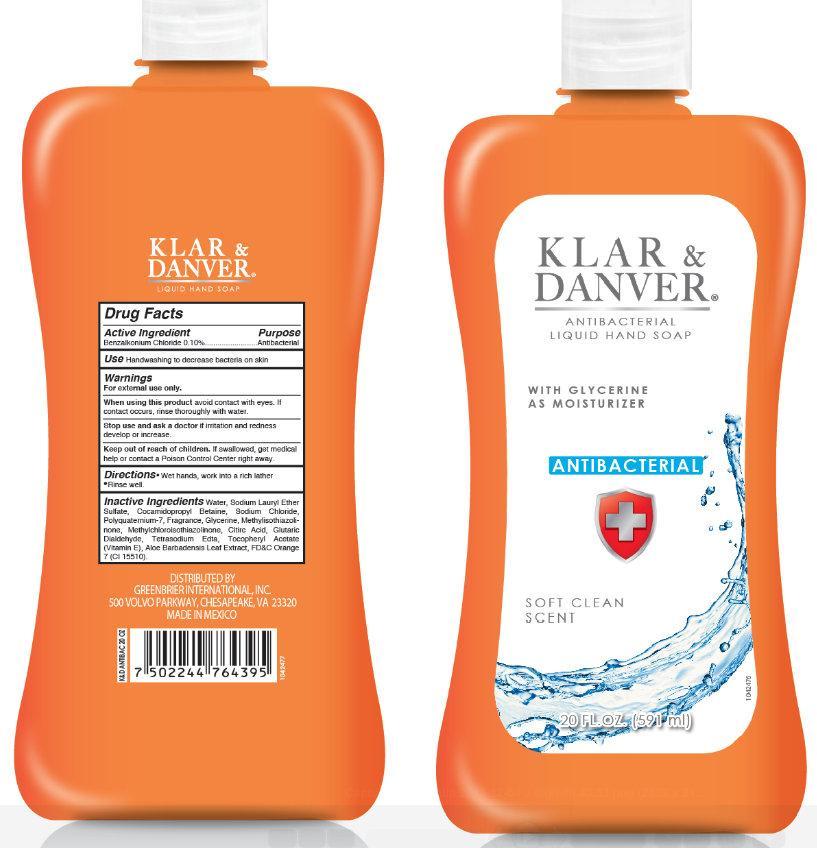 KLAR &
DANVER®
LIQUID HAND SOAP
Drug Facts
Active Ingredient Purpose
Benzalkonium Chloride 0.10%.........................Antibacterial
Use Handwashing to decrease bacteria on skin
Warnings
For external use only.
When using this product avoid contact with eyes. If
contact occurs, rinse thoroughly with water.
Stop use and ask a doctor if irritation and redness
develop or increase.
Keep out of reach of children. If swallowed, get medical
help or contact a Poison Control Center right away.
Directions• Wet hands, work into a rich lather
•Rinse well.
Inactive Ingredients Water, Sodium Lauryl Ether
Sulfate, Cocamidopropyl Betaine, Sodium Chloride,
Polyquaternium-7, Fragrance, Glycerine, Methylisothiazoli-
none, Methylchloroisothiazolinone, Citric Acid, Glutaric
Dialdehyde, Tetrasodium Edta, Tocopheryl Acetate
(Vitamin E), Aloe Barbadensis Leaf Extract, FD&C Orange
7 (CI 15510).
DISTRIBUTED BY
GREENBRIER INTERNATIONAL, INC.
500 VOLVO PARKWAY, CHESAPEAKE, VA 23320
MADE IN MEXICO
K&D ANTIBAC 20 OZ
7 502244 764395
1042477
KLAR &
DANVER®
ANTIBACTERIAL
LIQUID HAND SOAP
WITH GLYCERINE
AS MOISTURIZER
ANTIBACTERIAL
SOFT CLEAN
SCENT
20 FL.OZ. (591 ml)
1042476